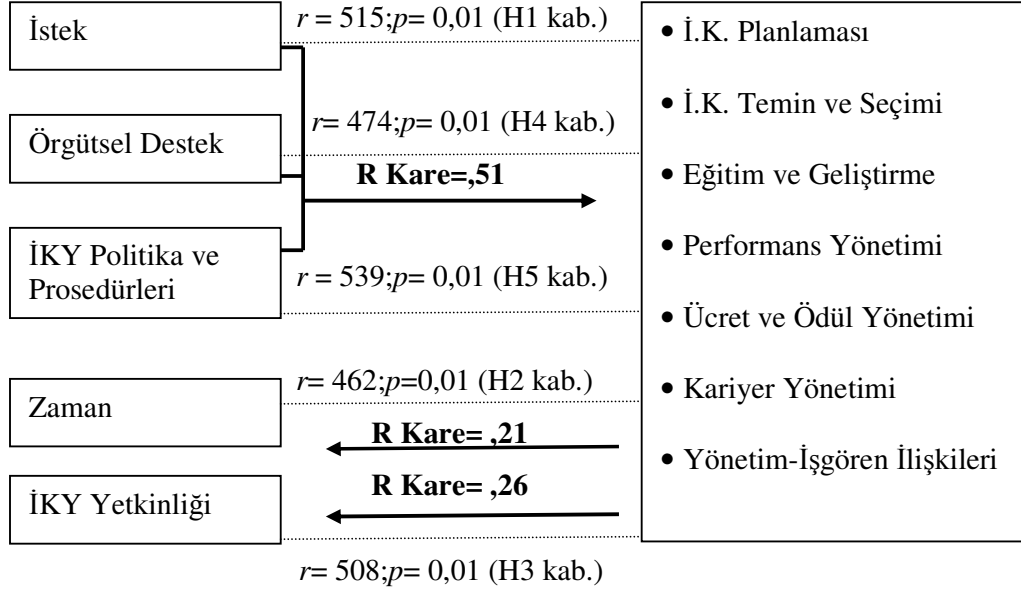 İstek
r = 515;p= 0,01 (H1 kab.)
Örgütsel Destek
r= 474;p= 0,01 (H4 kab.)
R Kare=,51
İKY Politika ve
Prosedürleri
r = 539;p= 0,01 (H5 kab.)
Zaman
r= 462;p=0,01 (H2 kab.)
R Kare= ,21
İKY Yetkinliği
R Kare= ,26
r= 508;p= 0,01 (H3 kab.)
• İ.K. Planlaması
• İ.K. Temin ve Seçimi
• Eğitim ve Geliştirme
• Performans Yönetimi
• Ücret ve Ödül Yönetimi
• Kariyer Yönetimi
• Yönetim-İşgören İlişkileri